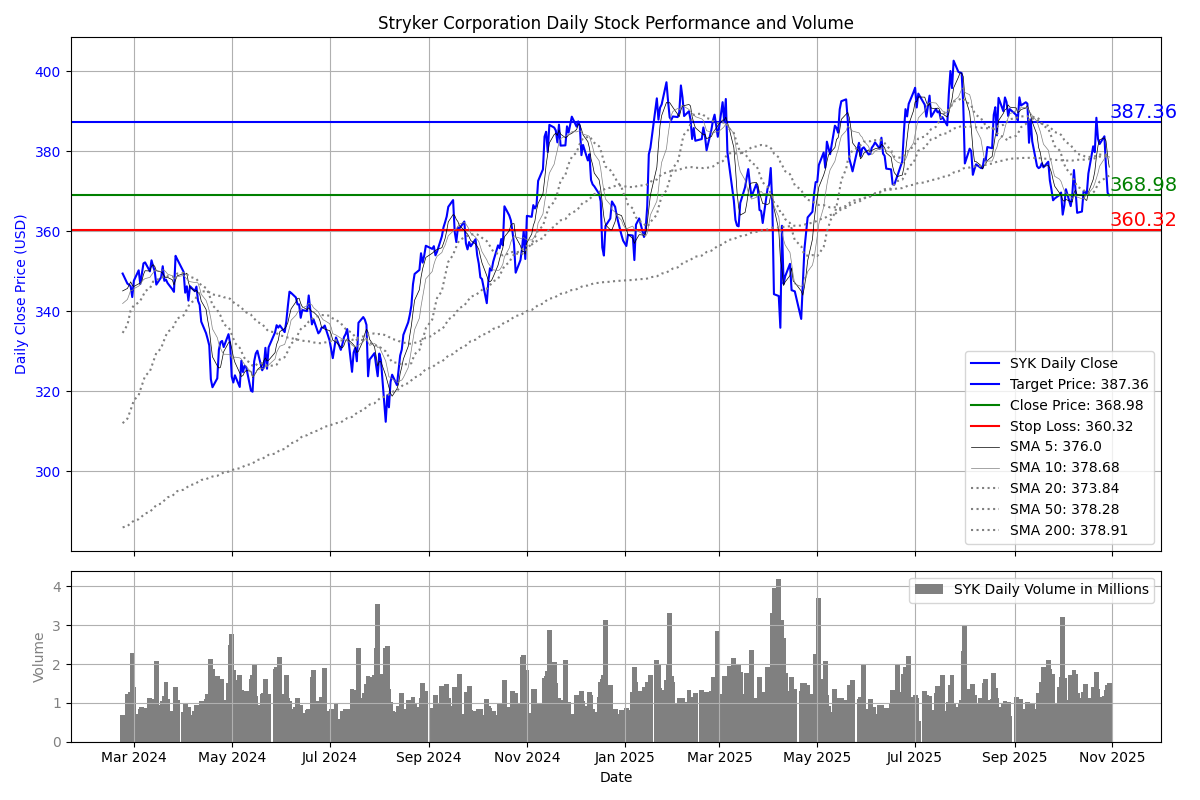 Stryker Corporation Daily Stock Performance and Volume
Daily Close Price (USD)
400
380
360
340
320
300
387.36
368.98
360.32
SYK Daily Close
Target Price: 387.36
Close Price: 368.98
Stop Loss: 360.32
SMA 5: 376.0
SMA 10: 378.68
SMA 20: 373.84
SMA 50: 378.28
SMA 200: 378.91
Volume
4
3
2
1
0
SYK Daily Volume in Millions
Mar 2024 May 2024 Jul 2024 Sep 2024 Nov 2024 Jan 2025 Mar 2025 May 2025 Jul 2025 Sep 2025 Nov 2025
Date